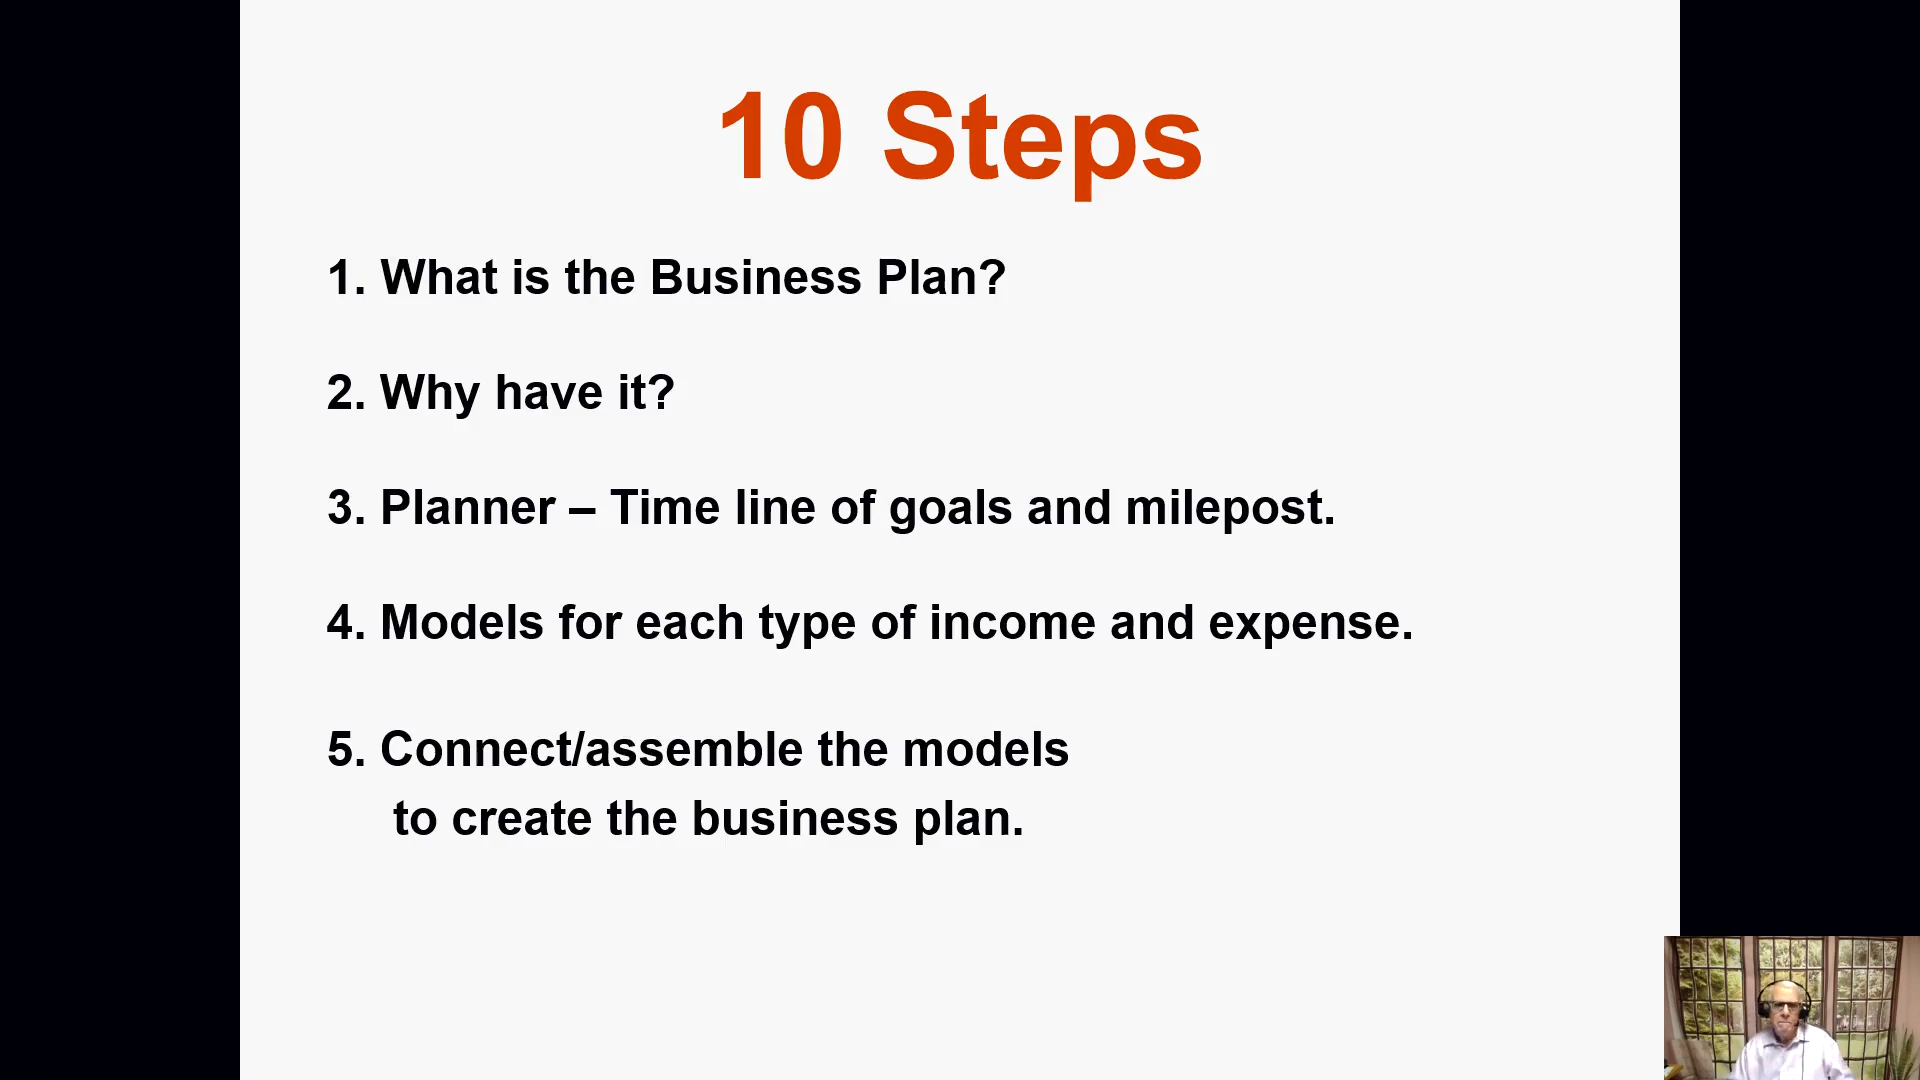 10 Steps
1. What is the Business Plan?
2. Why have it?
3. Planner – Time line of goals and milepost.
4. Models for each type of income and expense.
5. Connect/assemble the models
to create the business plan.